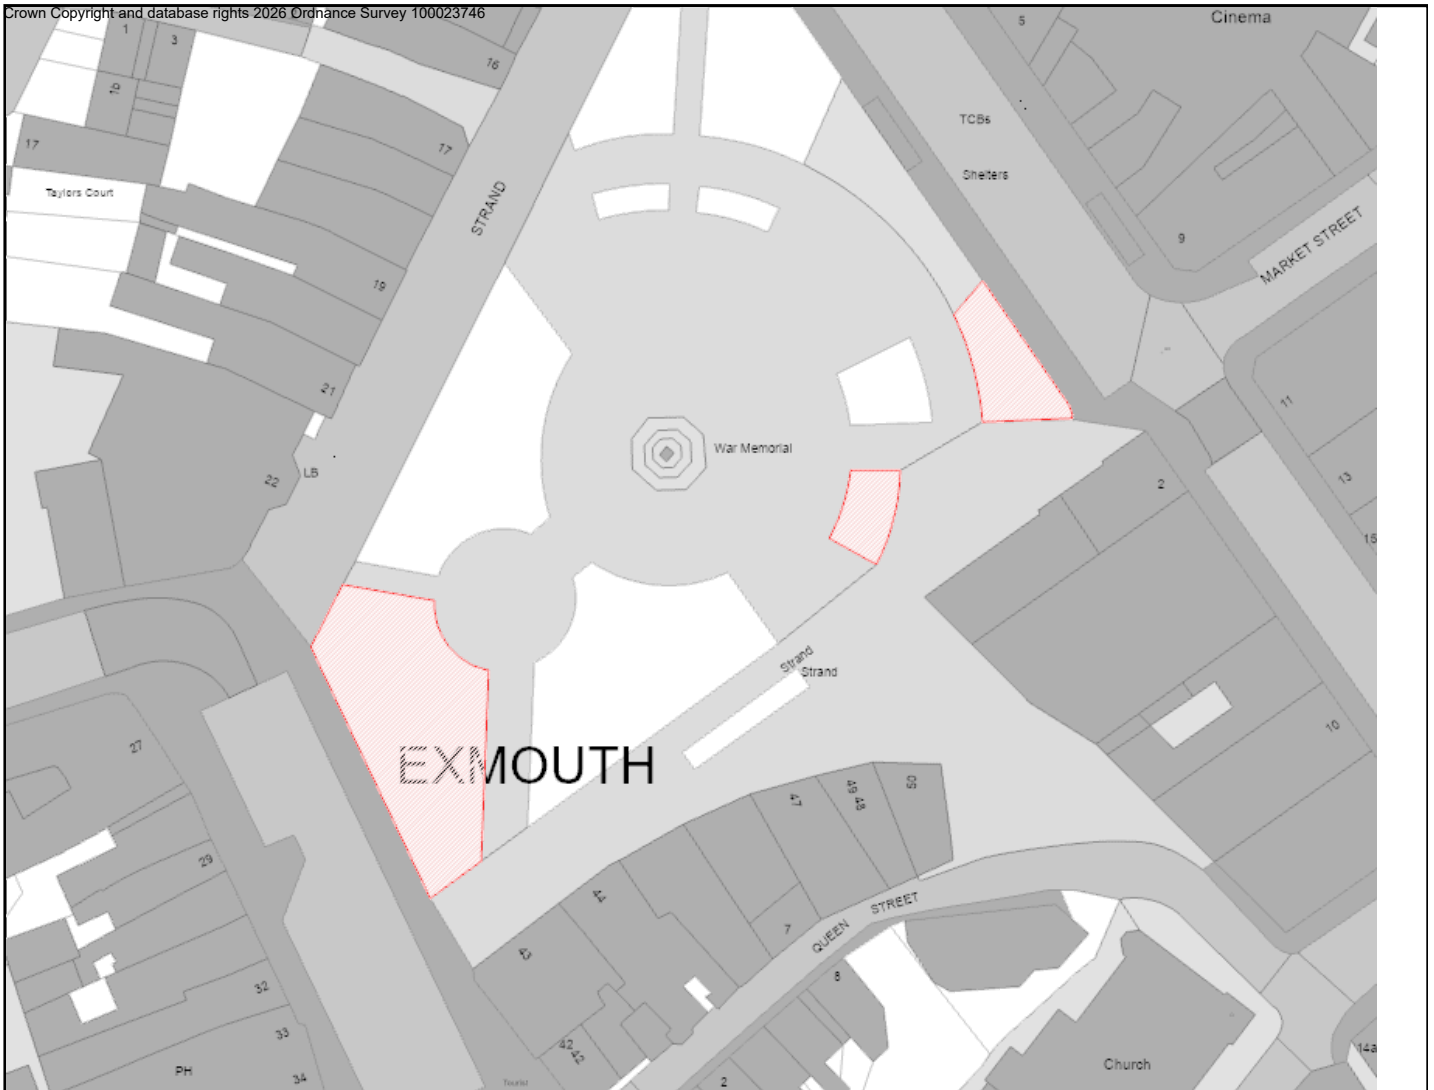 Crown Copyright and database rights 2026 Ordnance Survey 100023746
Cinema
1
3
5
16
19
TCBs
17
17
Shelters
Taylors Court
STRAND
9
MARKET STREET
19
21
11
War Memorial
LB
22
2
13
15
Strand
Strand
10
27
EXMOUTH
47
49
48
50
29
44
7
QUEEN STREET
43
8
32
33
42
42
14a
PH
34
Tourist
2
Church